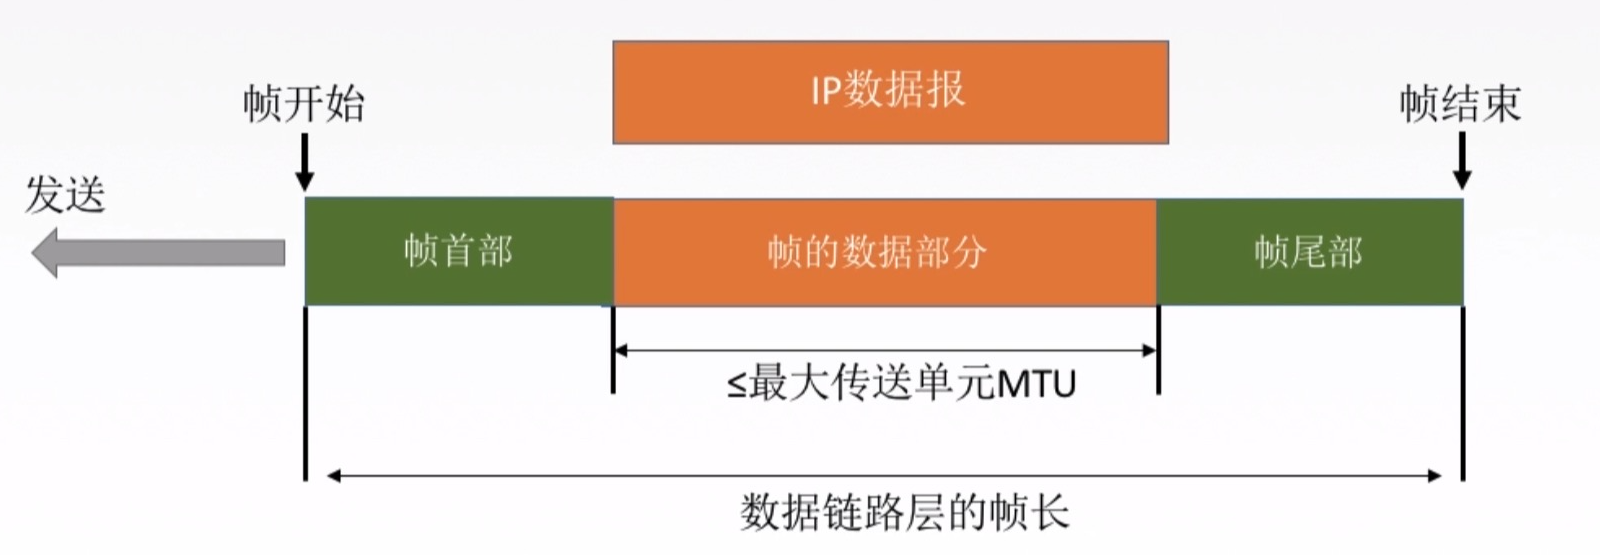 IP数据报
帧开始
帧结束
发送
帧首部
帧的数据部分
帧尾部
≤最大传送单元MTU
数据链路层的帧长